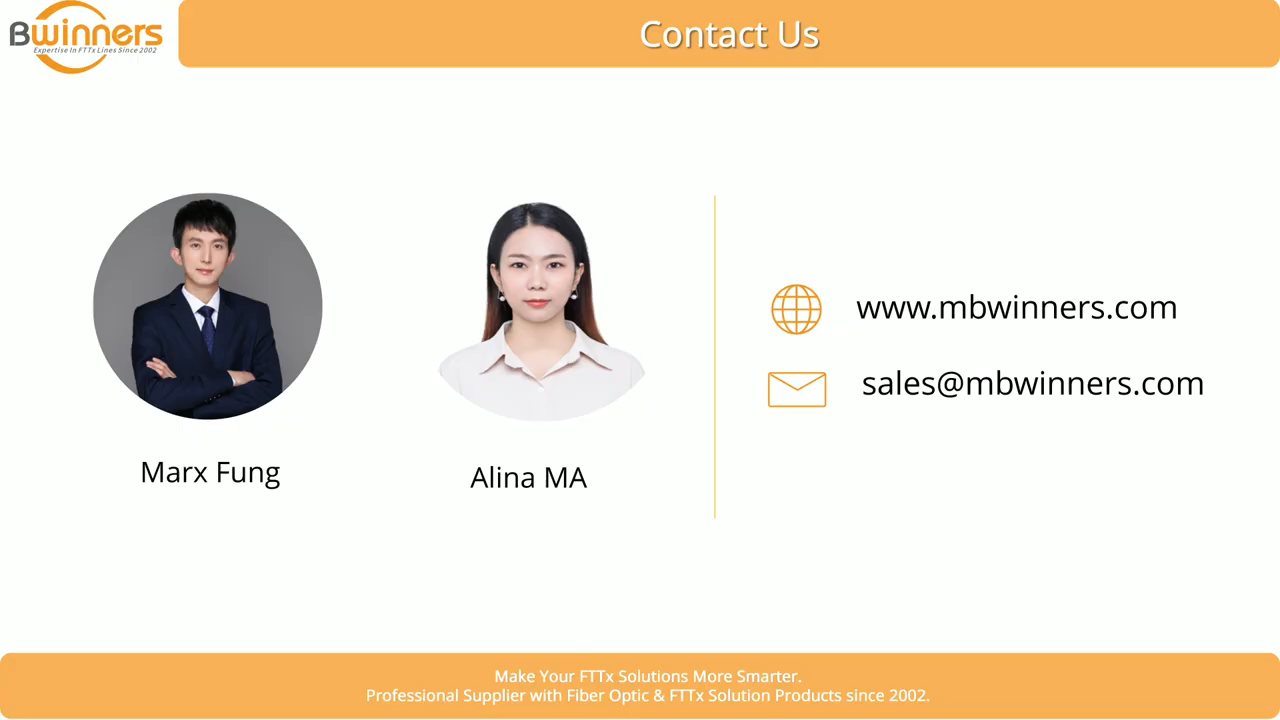 Bwinners
Expertise In FTTx Lines Since 2002
Contact Us
Marx Fung
Alina MA
www.mbwinners.com
sales@mbwinners.com
Make Your FTTx Solutions More Smarter.
Professional Supplier with Fiber Optic & FTTx Solution Products since 2002.